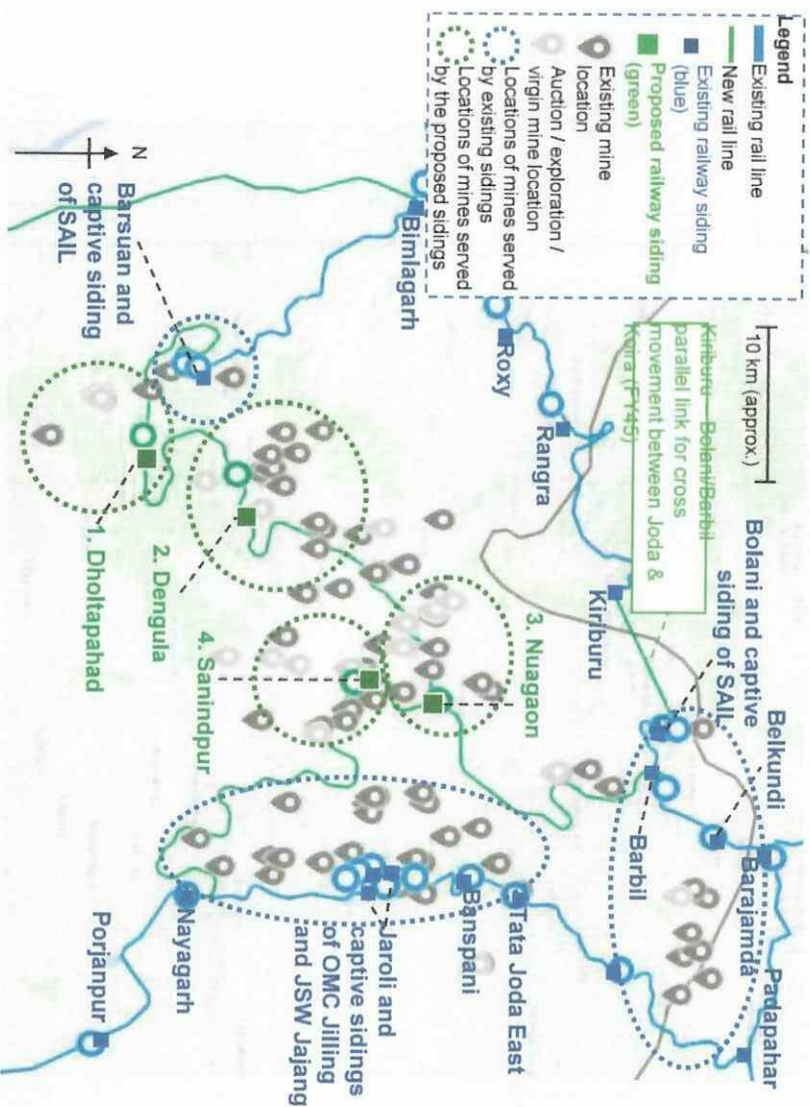 Legend
Existing rail line
New rail line
Existing railway siding
(blue)
Proposed railway siding
(green)
Existing mine
location
Auction / exploration /
virgin mine location
Locations of mines served
by existing sidings
Locations of mines served
by the proposed sidings
N
10 km (approx.)
Kiriburu – Bolani/Barbil
parallel link for cross
movement between Joda &
Koira (FY45)
Bolani and captive
siding of SAIL
Belkundi
Barajamda
Padapahar
Roxy
Rangra
Kiriburu
Barbil
Bimlagarh
3. Nuagaon
Tata Joda East
Banspani
Barsuan and
captive siding
of SAIL
2. Dengula
4. Sanindpur
Jaroli and
captive sidings
of OMC Jilling
and JSW Jajang
1. Dholtapahad
Nayagarh
Porjanpur